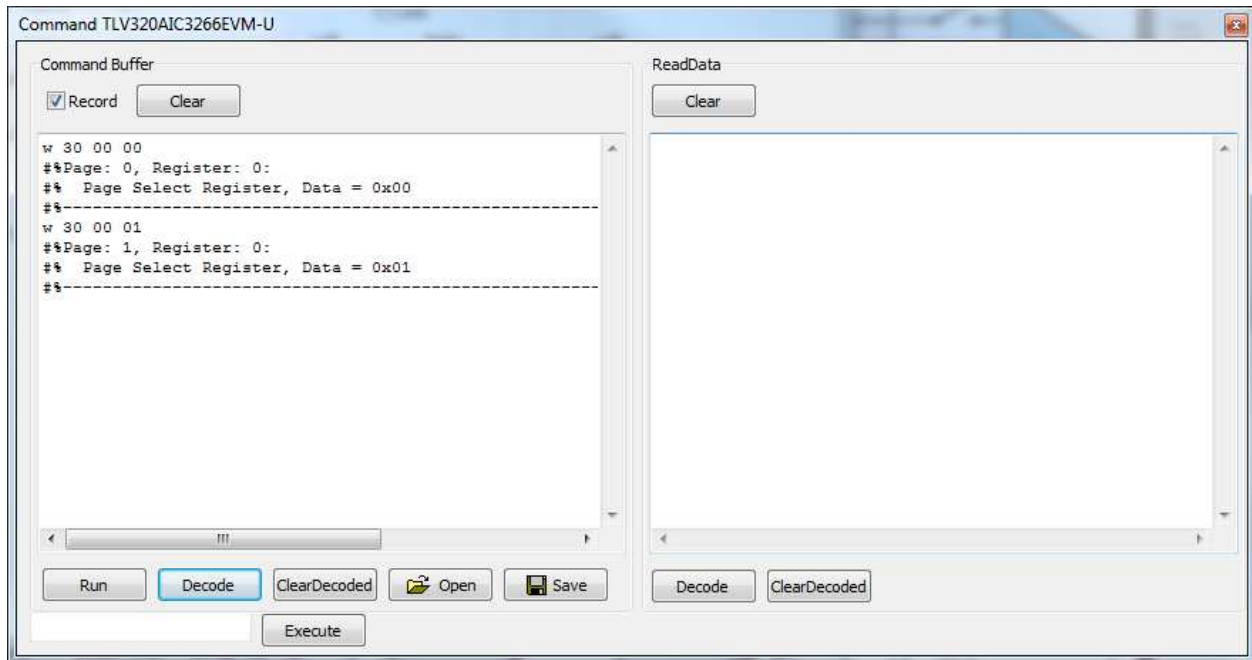 Command TLV320AIC3266EVM-U
Command Buffer
Record
Clear
w 30 00 00
#%Page: 0, Register: 0:
#%  Page Select Register, Data = 0x00
#%-------------------------------------------------------
w 30 00 01
#%Page: 1, Register: 0:
#%  Page Select Register, Data = 0x01
#%-------------------------------------------------------
Run
Decode
ClearDecoded
Open
Save
Execute
ReadData
Clear
Decode
ClearDecoded